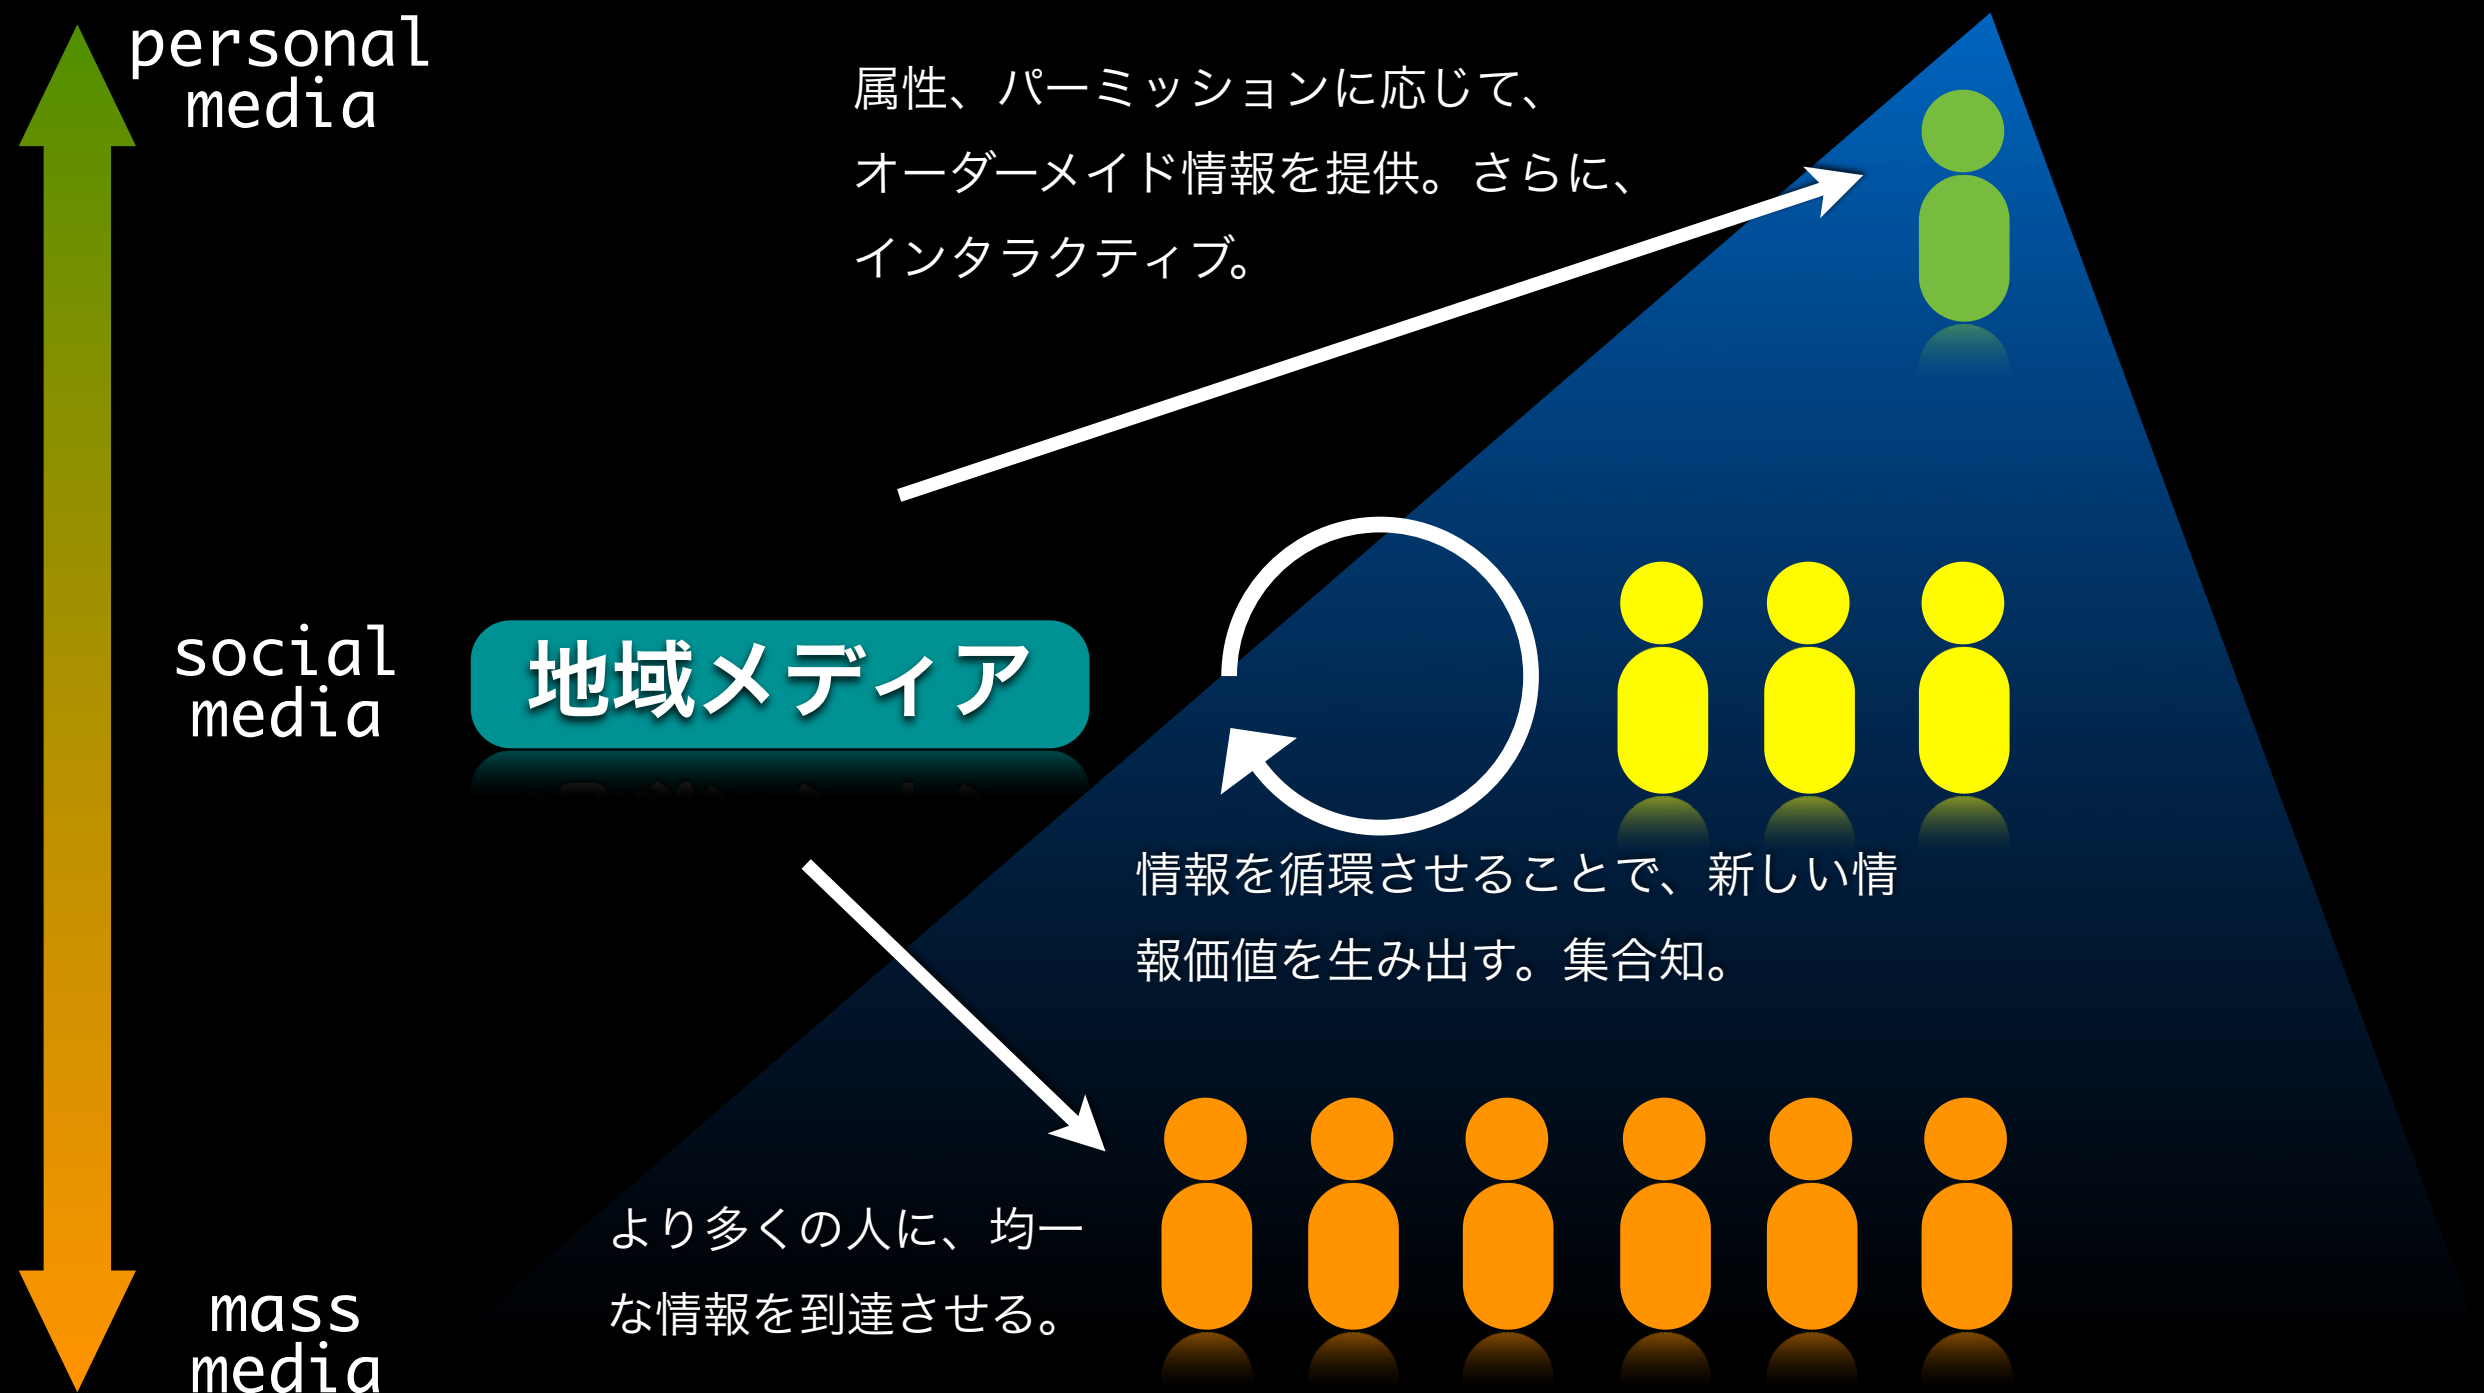 personal
media
属性、パーミッションに応じて、
オーダーメイド情報を提供。さらに、
インタラクティブ。
social
media
地域メディア
情報を循環させることで、新しい情
報価値を生み出す。集合知。
より多くの人に、均一
な情報を到達させる。
mass
media